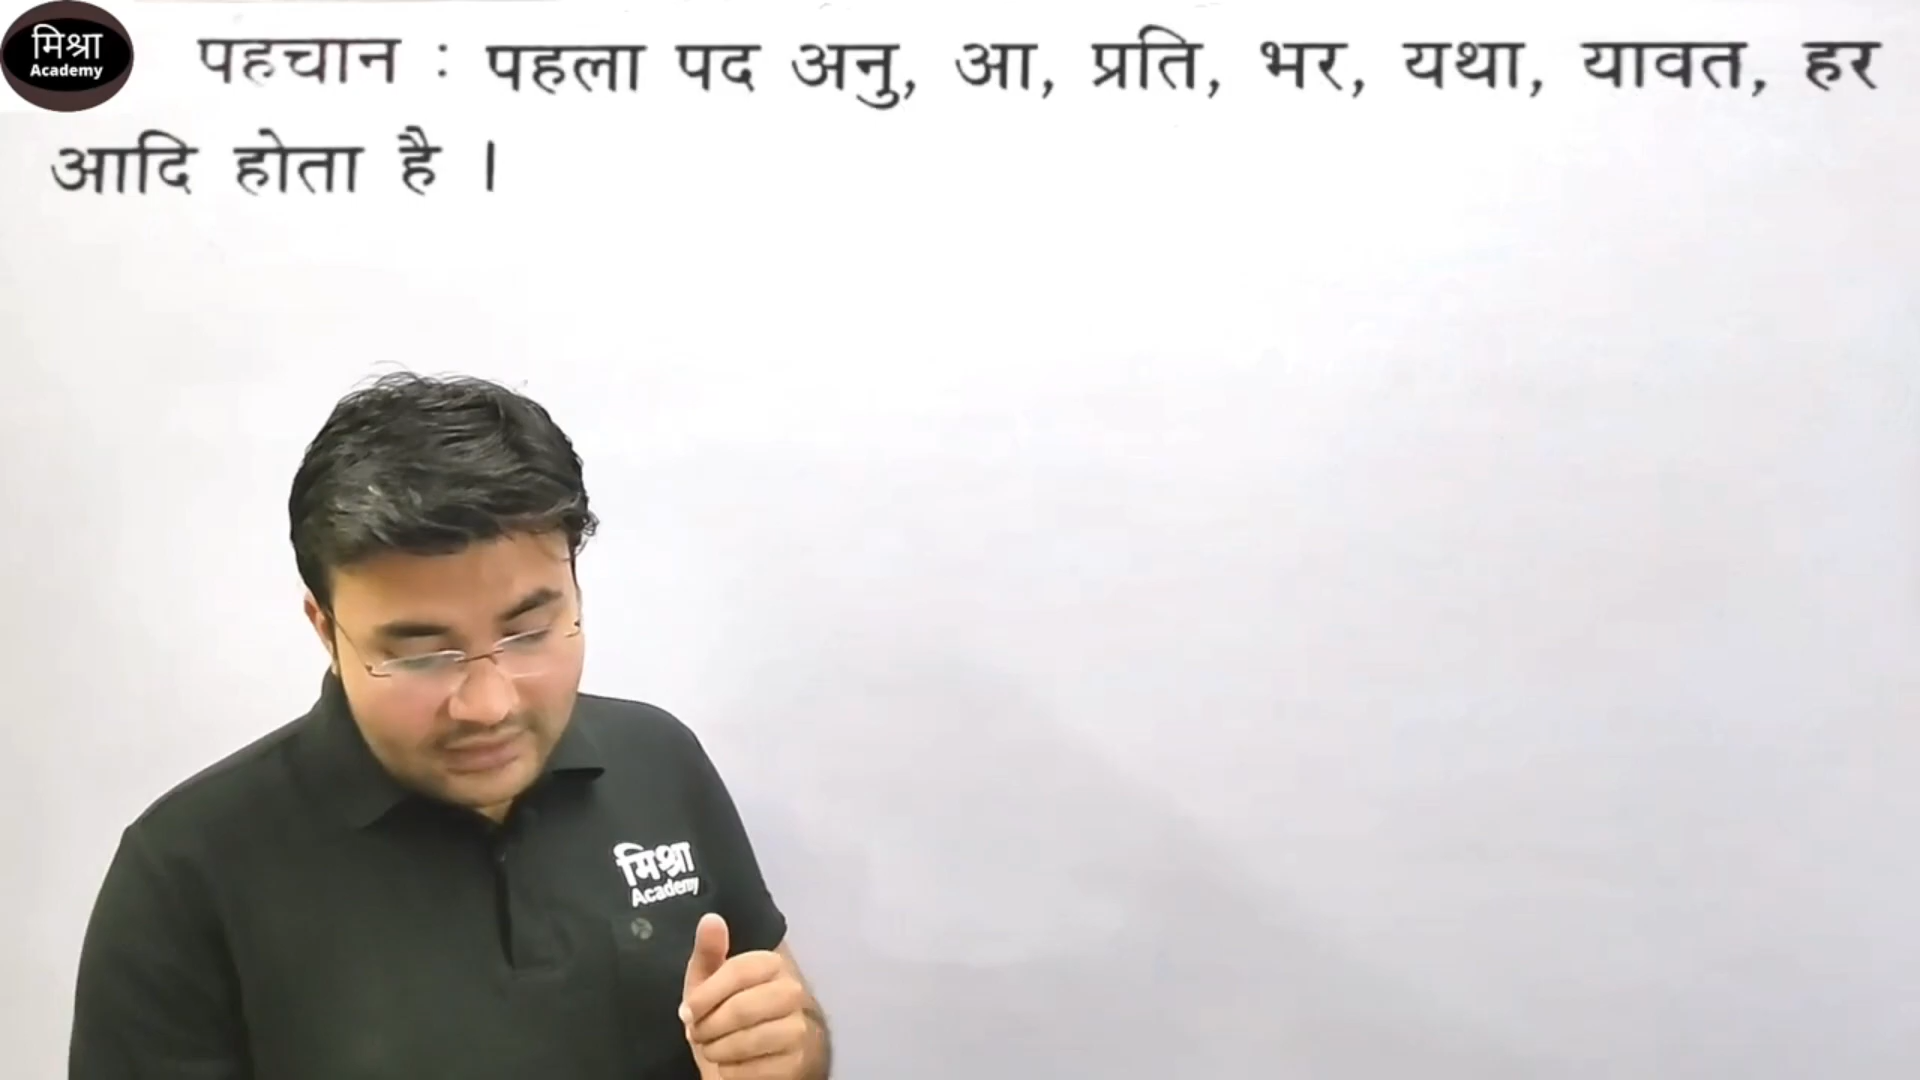 मिश्रा
Academy
पहचान : पहला पद अनु, आ, प्रति, भर, यथा, यावत, हर
आदि होता है ।
मिश्रा
Academy